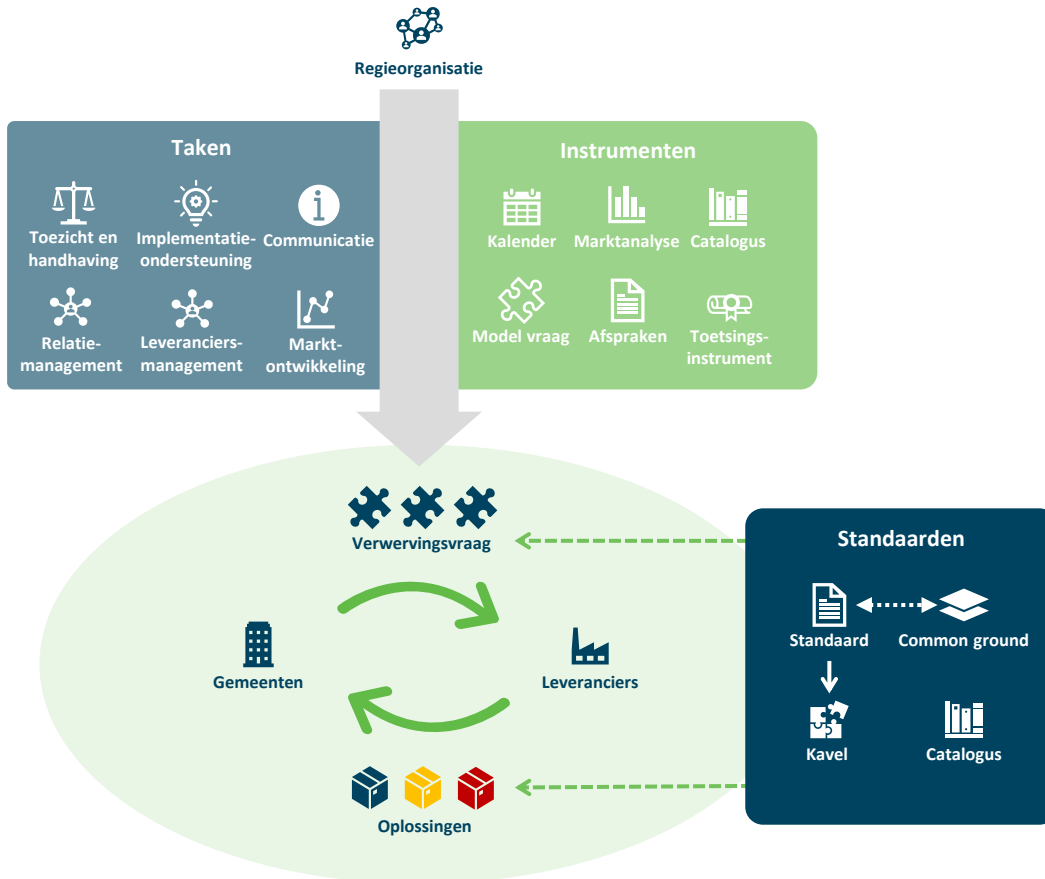 Regieorganisatie
Taken
Toezicht en
handhaving
Implementatie-
ondersteuning
Communicatie
Relatie-
management
Leveranciers-
management
Markt-
ontwikkeling
Instrumenten
Kalender
Marktanalyse
Catalogus
Model vraag
Afspraken
Toetsings-
instrument
Verwervingsvraag
Gemeenten
Leveranciers
Oplossingen
Standaarden
Standaard
Common ground
Kavel
Catalogus